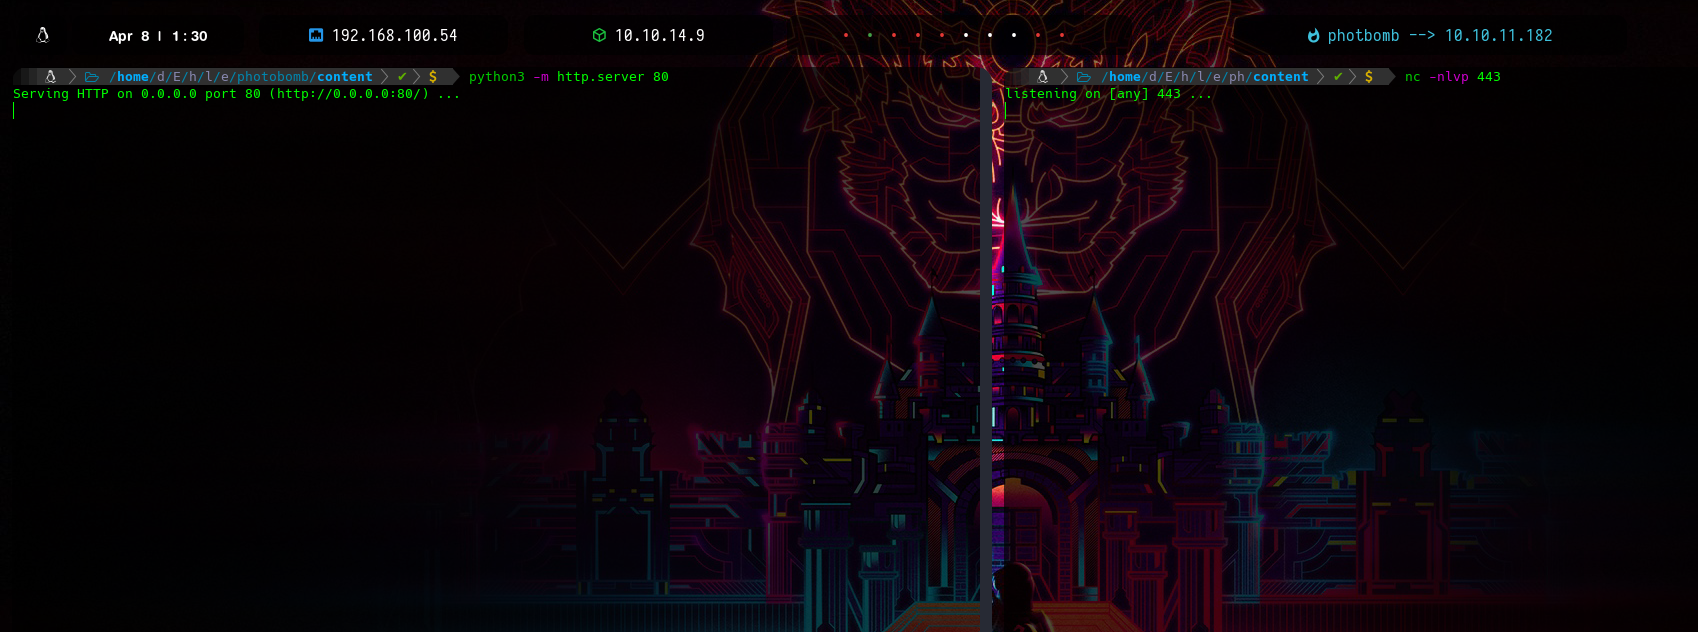 Apr 8 | 1:30 192.168.100.54 10.10.14.9 photbomb --> 10.10.11.182
/home/d/E/h/l/e/photobomb/content ✔ $ python3 -m http.server 80
Serving HTTP on 0.0.0.0 port 80 (http://0.0.0.0:80/) ...
/home/d/E/h/l/e/ph/content ✔ $ nc -nlvp 443
listening on [any] 443 ...